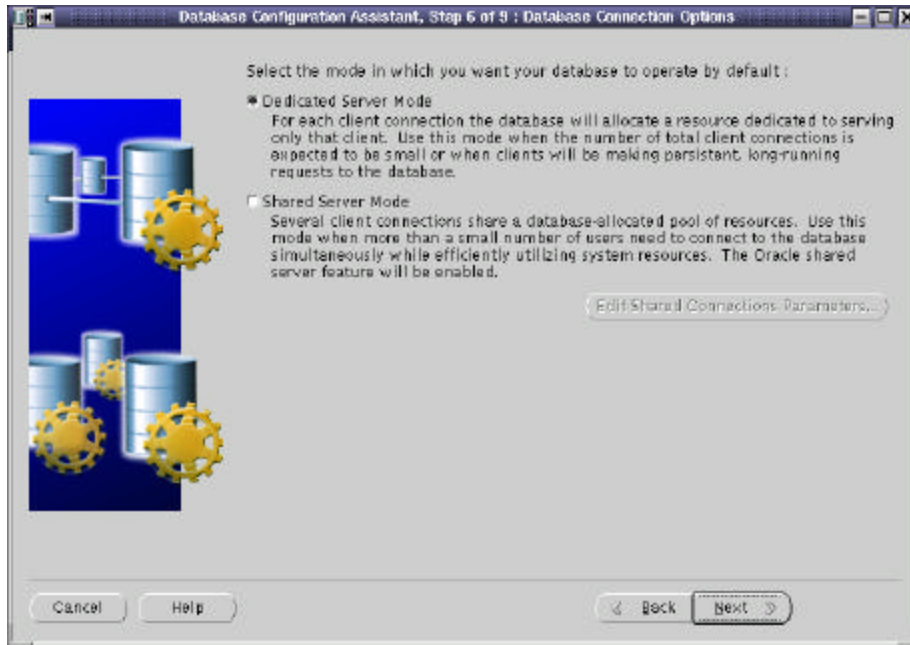 Database Configuration Assistant, Step 6 of 9 : Database Connection Options
Select the mode in which you want your database to operate by default :
Dedicated Server Mode
For each client connection the database will allocate a resource dedicated to serving
only that client. Use this mode when the number of total client connections is
expected to be small or when clients will be making persistent, long-running
requests to the database.
Shared Server Mode
Several client connections share a database-allocated pool of resources. Use this
mode when more than a small number of users need to connect to the database
simultaneously while efficiently utilizing system resources. The Oracle shared
server feature will be enabled.
Edit Shared Connections Parameters...
Cancel Help Back Next